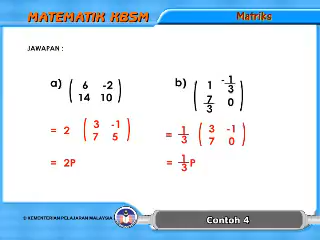 MATEMATIK KBSM
Matriks
JAWAPAN :
a) ( 6 -2
14 10 )
= 2 ( 3 -1
7 5 )
= 2P
b) ( 1 -1/3
7/3 0 )
= 1/3 ( 3 -1
7 0 )
= 1/3 P
© KEMENTERIAN PELAJARAN MALAYSIA
Contoh 4